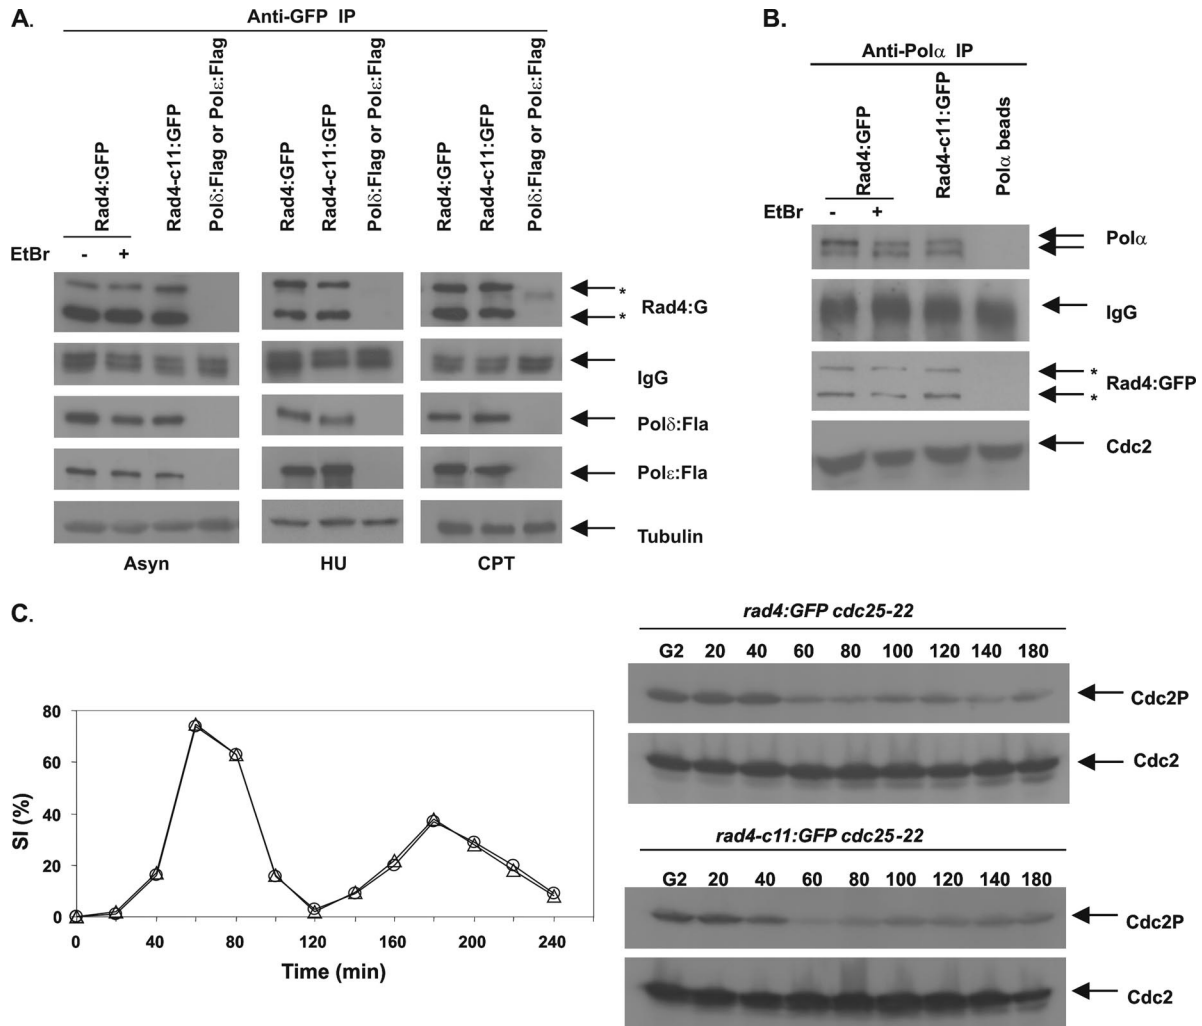 A.
Anti-GFP IP
Rad4:GFP
Rad4-c11:GFP
Polδ:Flag or Polε:Flag
Rad4:GFP
Rad4-c11:GFP
Polδ:Flag or Polε:Flag
Rad4:GFP
Rad4-c11:GFP
Polδ:Flag or Polε:Flag
EtBr - +
*
Rad4:G
*
IgG
Polδ:Fla
Polε:Fla
Tubulin
Asyn HU CPT
B.
Anti-Polα IP
Rad4:GFP
Rad4-c11:GFP
Polα beads
EtBr - +
Polα
IgG
*
Rad4:GFP
*
Cdc2
C.
SI (%)
80
60
40
20
0
0 40 80 120 160 200 240
Time (min)
rad4:GFP cdc25-22
G2 20 40 60 80 100 120 140 180
Cdc2P
Cdc2
rad4-c11:GFP cdc25-22
G2 20 40 60 80 100 120 140 180
Cdc2P
Cdc2